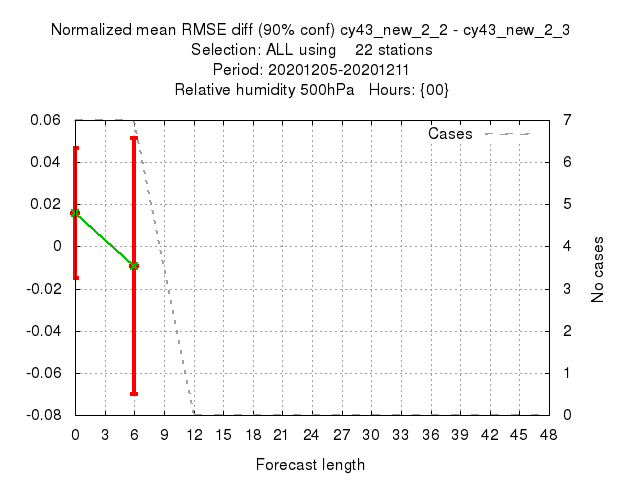 Normalized mean RMSE diff (90% conf) cy43_new_2_2 - cy43_new_2_3
Selection: ALL using 22 stations
Period: 20201205-20201211
Relative humidity 500hPa Hours: {00}
Cases
0.06
0.04
0.02
0
-0.02
-0.04
-0.06
-0.08
7
6
5
4
3
2
1
0
No cases
0 3 6 9 12 15 18 21 24 27 30 33 36 39 42 45 48
Forecast length